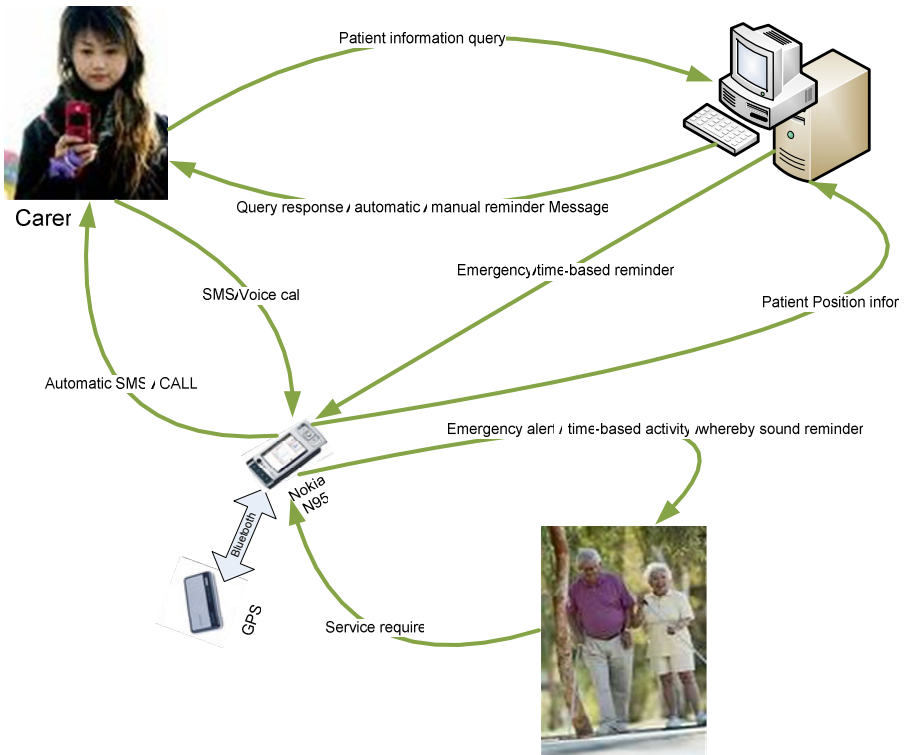 Patient information query
Query response / automatic / manual reminder Message
Carer
Emergency/time-based reminder
SMS/Voice cal
Patient Position infor
Automatic SMS / CALL
Emergency alert / time-based activity /whereby sound reminder
Nokia
N95
Bluetooth
GPS
Service require